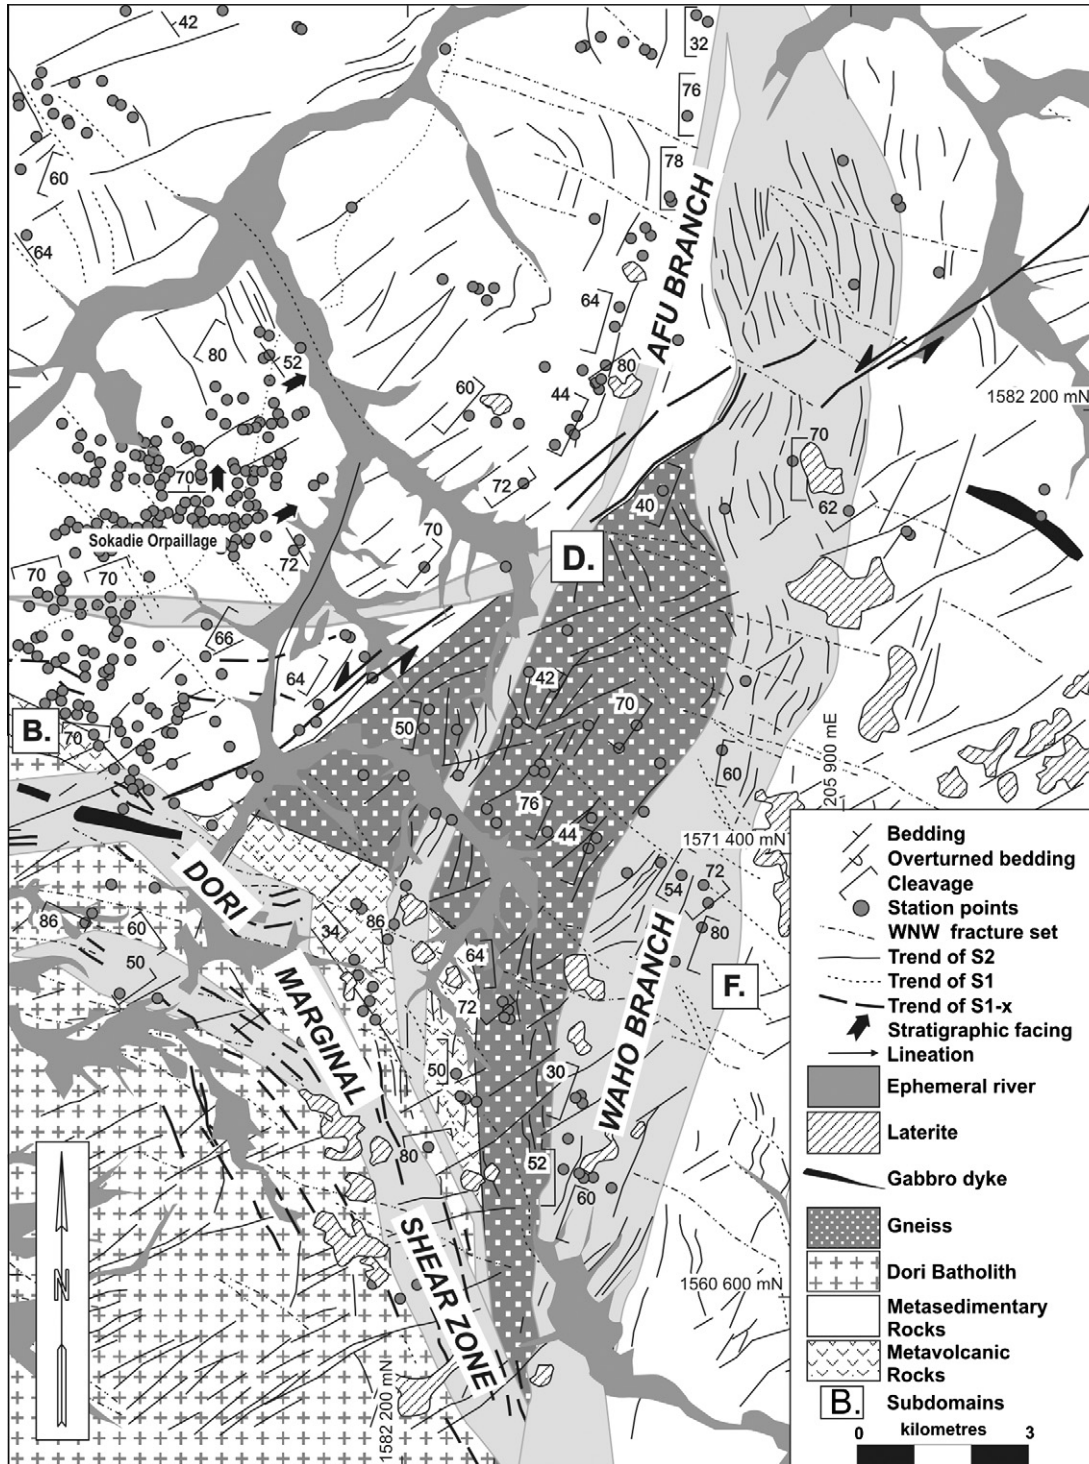 42
32
76
60
78
AFU BRANCH
64
64
80
52
80
60
44
1582 200 mN
70
70
72
40
62
Sokadie Orpaillage
D.
70
72
70
70
66
64
42
B.
70
50
70
60
205 900 mE
76
44
1571 400 mN
DORI
54
72
86
60
34
86
80
50
64
F.
MARGINAL
72
WAHO BRANCH
50
30
80
52
60
SHEAR ZONE
N
1560 600 mN
1582 200 mN
Bedding
Overturned bedding
Cleavage
Station points
WNW fracture set
Trend of S2
Trend of S1
Trend of S1-x
Stratigraphic facing
Lineation
Ephemeral river
Laterite
Gabbro dyke
Gneiss
Dori Batholith
Metasedimentary
Rocks
Metavolcanic
Rocks
B. Subdomains
kilometres
0 3